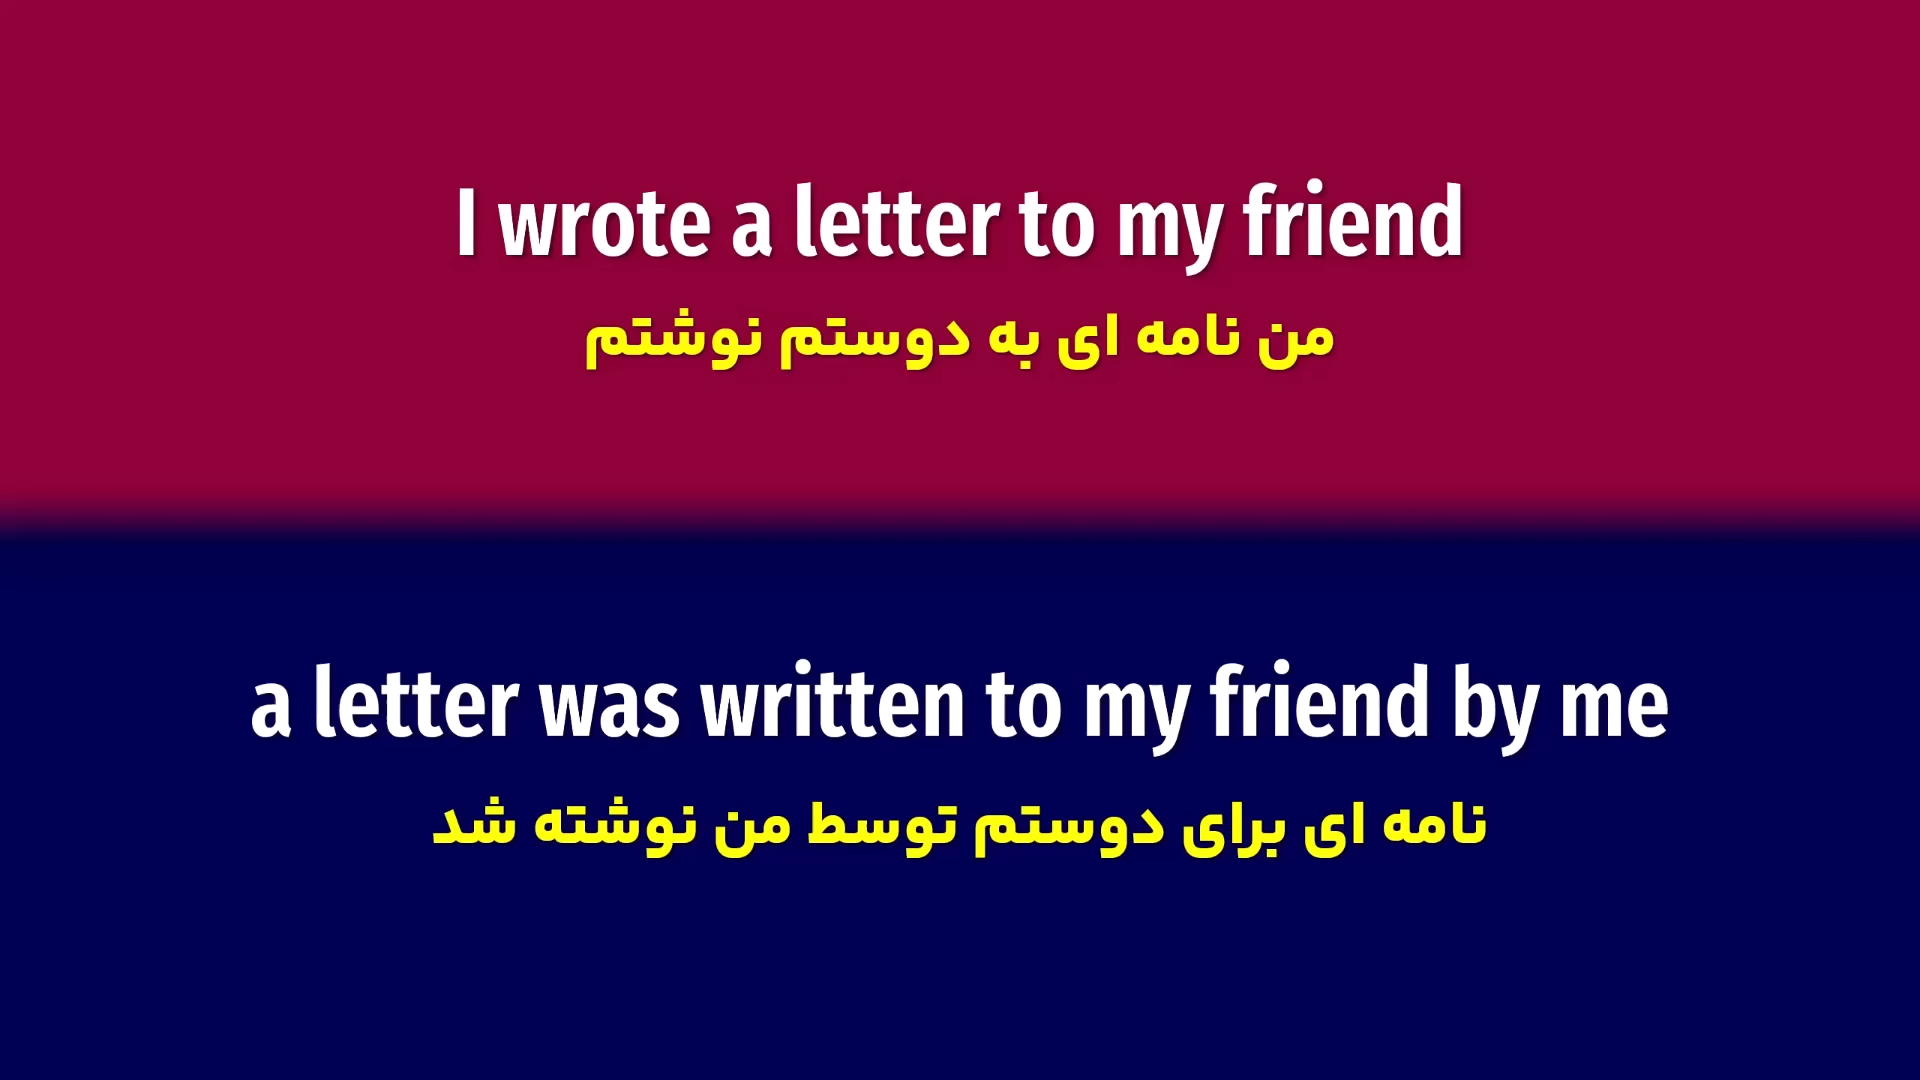 I wrote a letter to my friend
من نامه ای به دوستم نوشتم
a letter was written to my friend by me
نامه ای برای دوستم توسط من نوشته شد